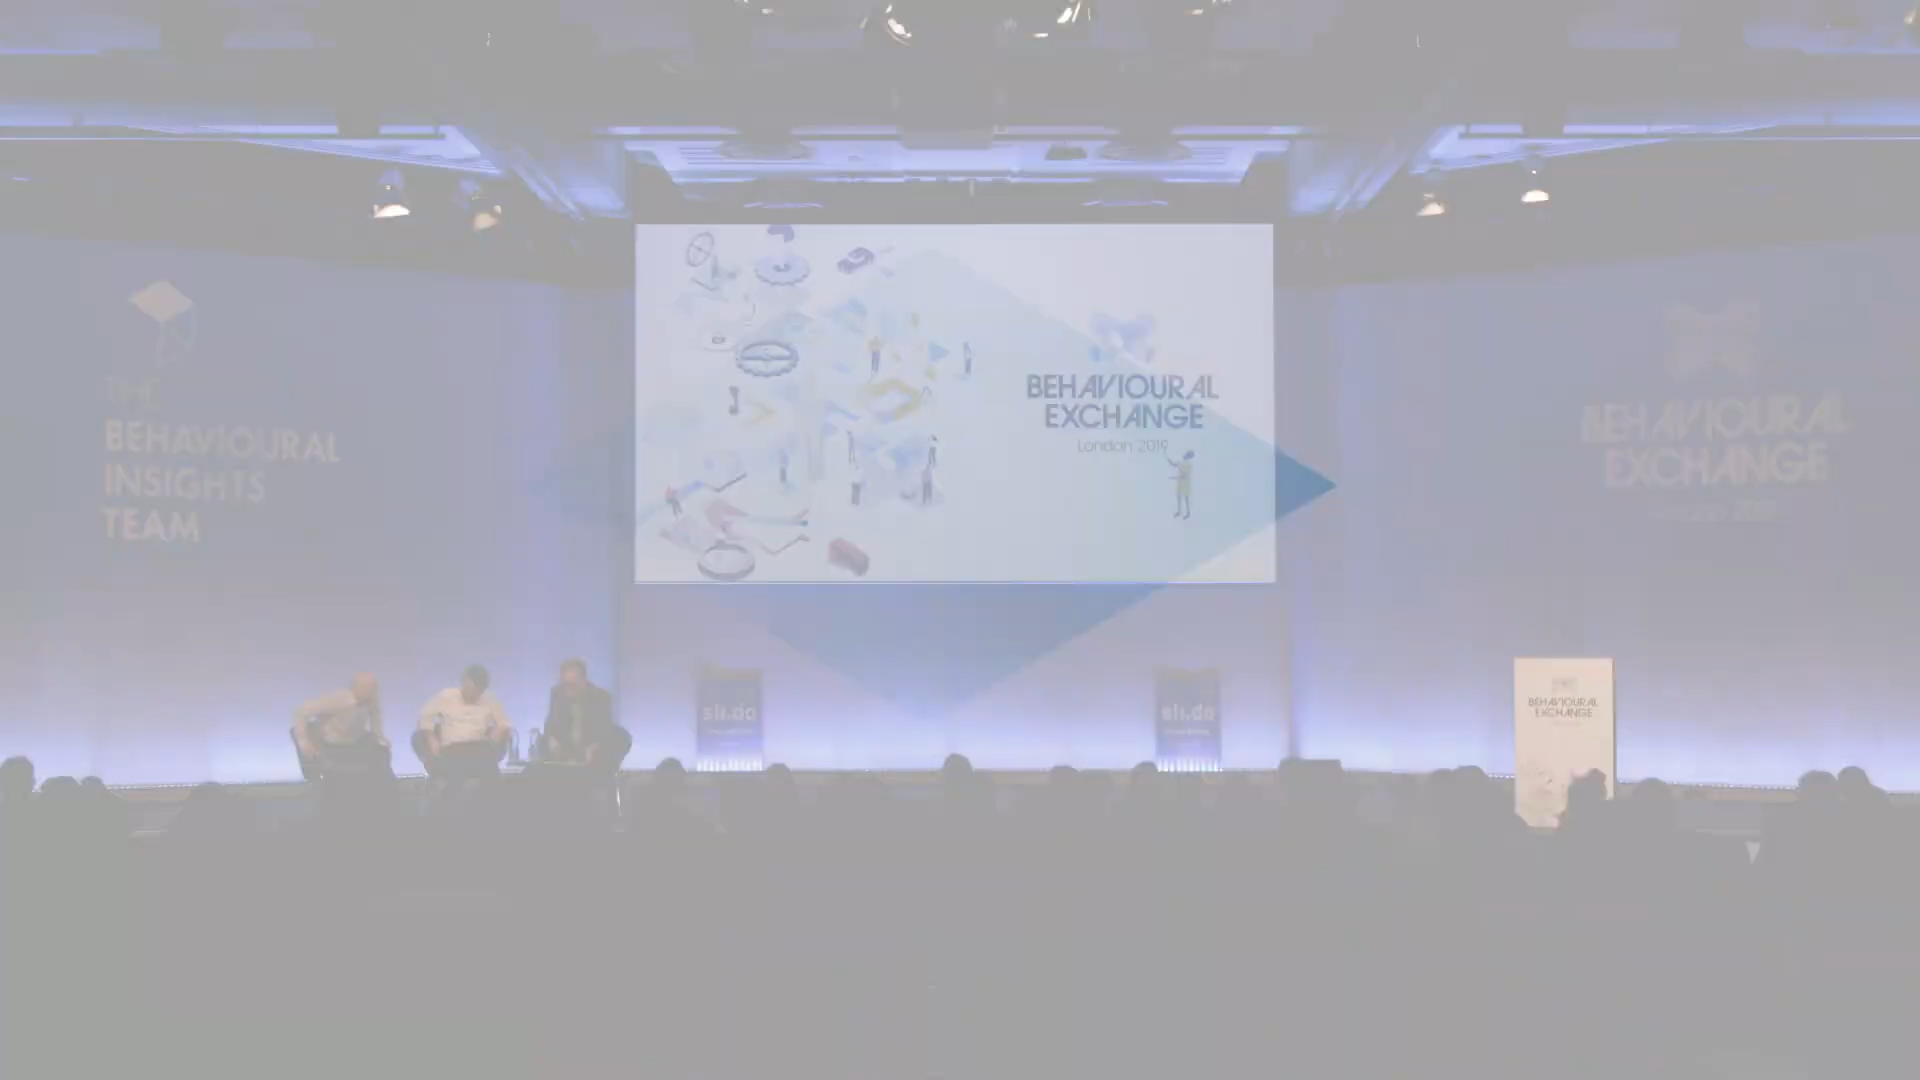 THE
BEHAVIOURAL
INSIGHTS
TEAM
BEHAVIOURAL
EXCHANGE
London 2019
BEHAVIOURAL
EXCHANGE
sli.do
sli.do
BEHAVIOURAL
EXCHANGE